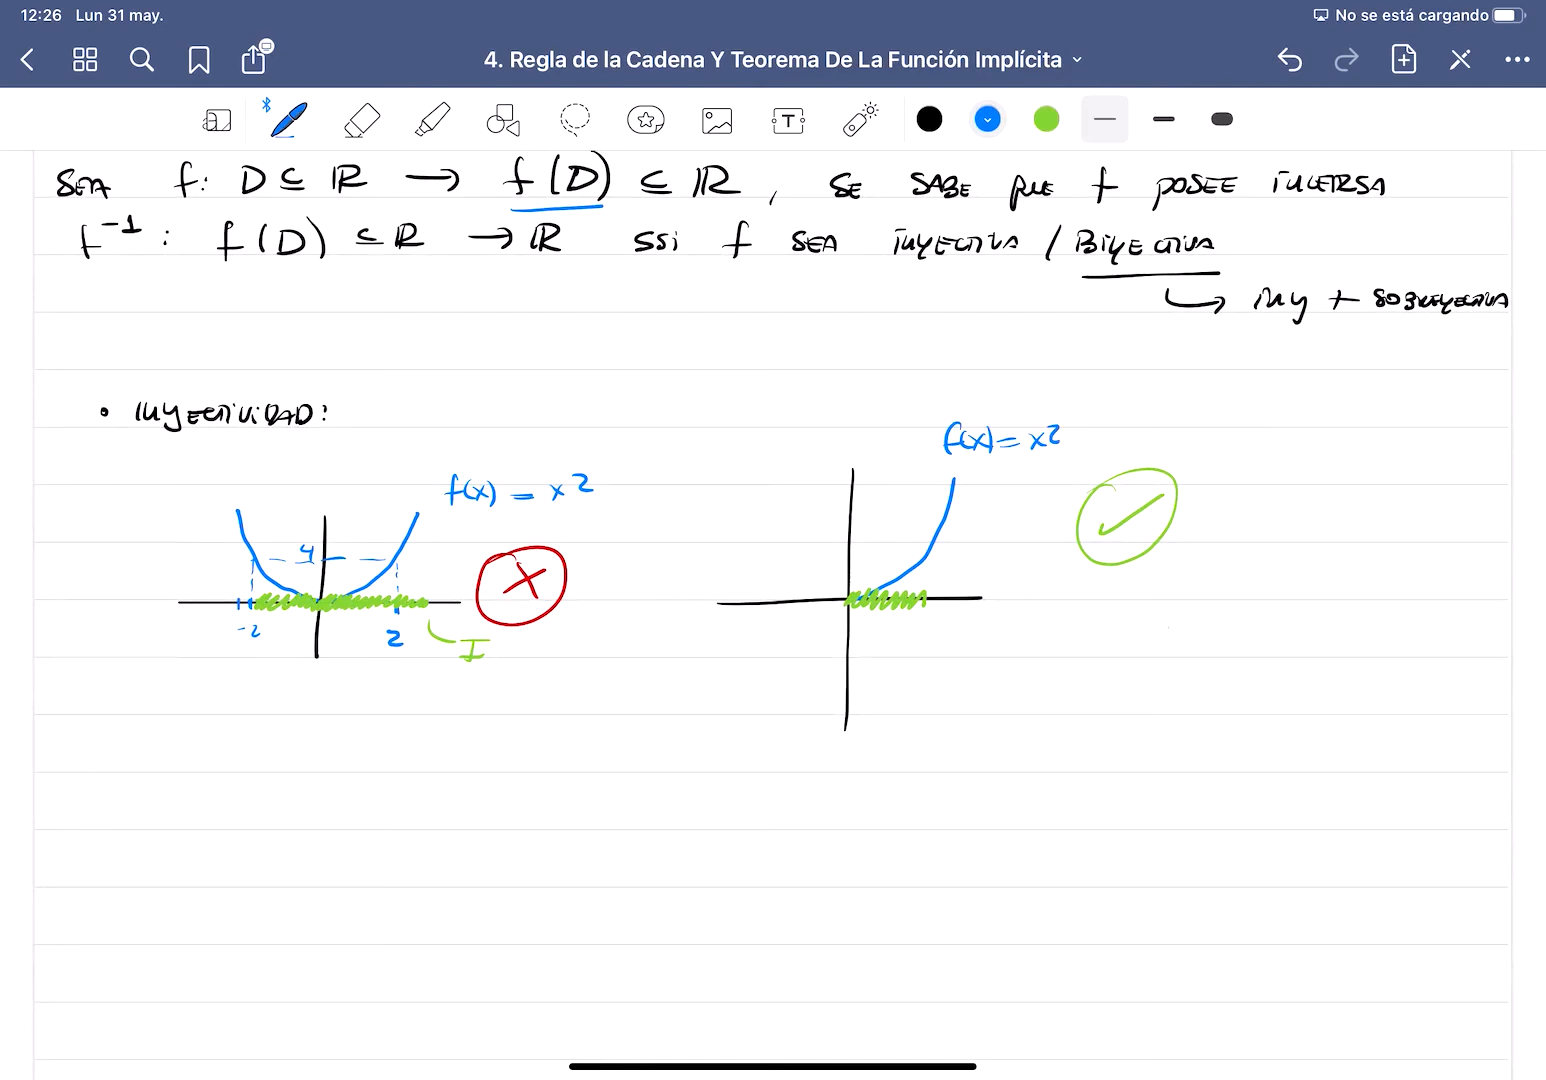 12:26 Lun 31 may.
No se está cargando
4. Regla de la Cadena Y Teorema De La Función Implícita
SEA f: D ⊆ ℝ → f(D) ⊆ ℝ, SE SABE QUE f POSEE INVERSA
f⁻¹: f(D) ⊆ ℝ → ℝ ssi f SEA INYECTIVA / BIYECTIVA
↳ iny + SOBREYECTIVA
• INYECTIVIDAD:
f(x) = x²
f(x) = x²
4
-2
2
I